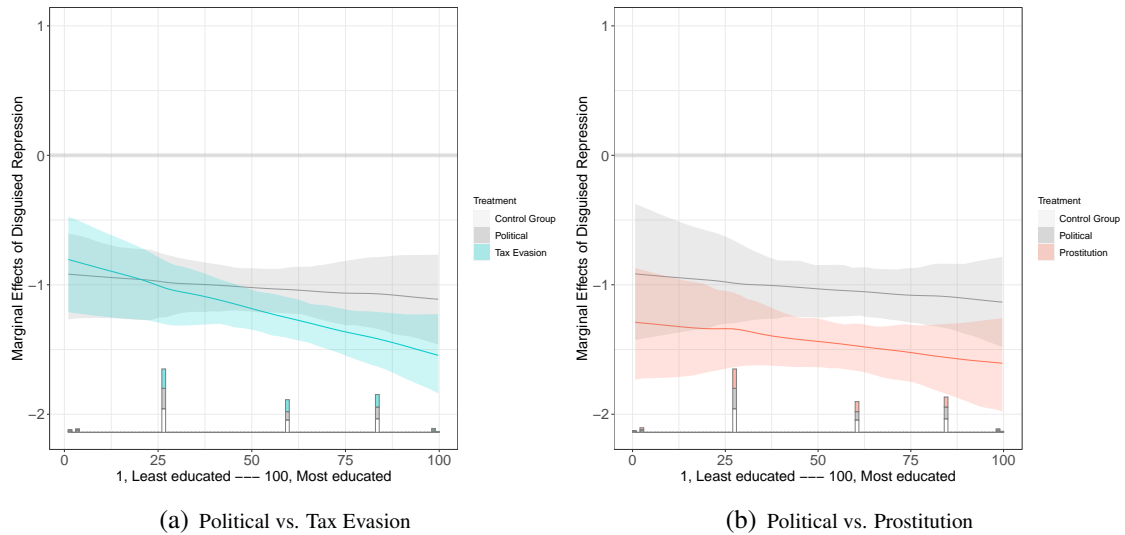 Marginal Effects of Disguised Repression
1
0
−1
−2
0
25
50
75
100
1, Least educated −−− 100, Most educated
Treatment
Control Group
Political
Tax Evasion
(a) Political vs. Tax Evasion
Marginal Effects of Disguised Repression
1
0
−1
−2
0
25
50
75
100
1, Least educated −−− 100, Most educated
Treatment
Control Group
Political
Prostitution
(b) Political vs. Prostitution